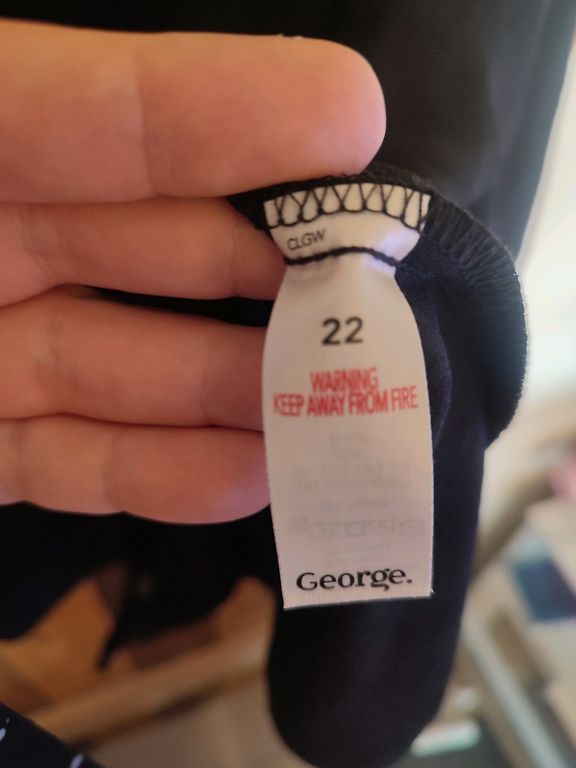 CLGW
22
WARNING
KEEP AWAY FROM FIRE
George.